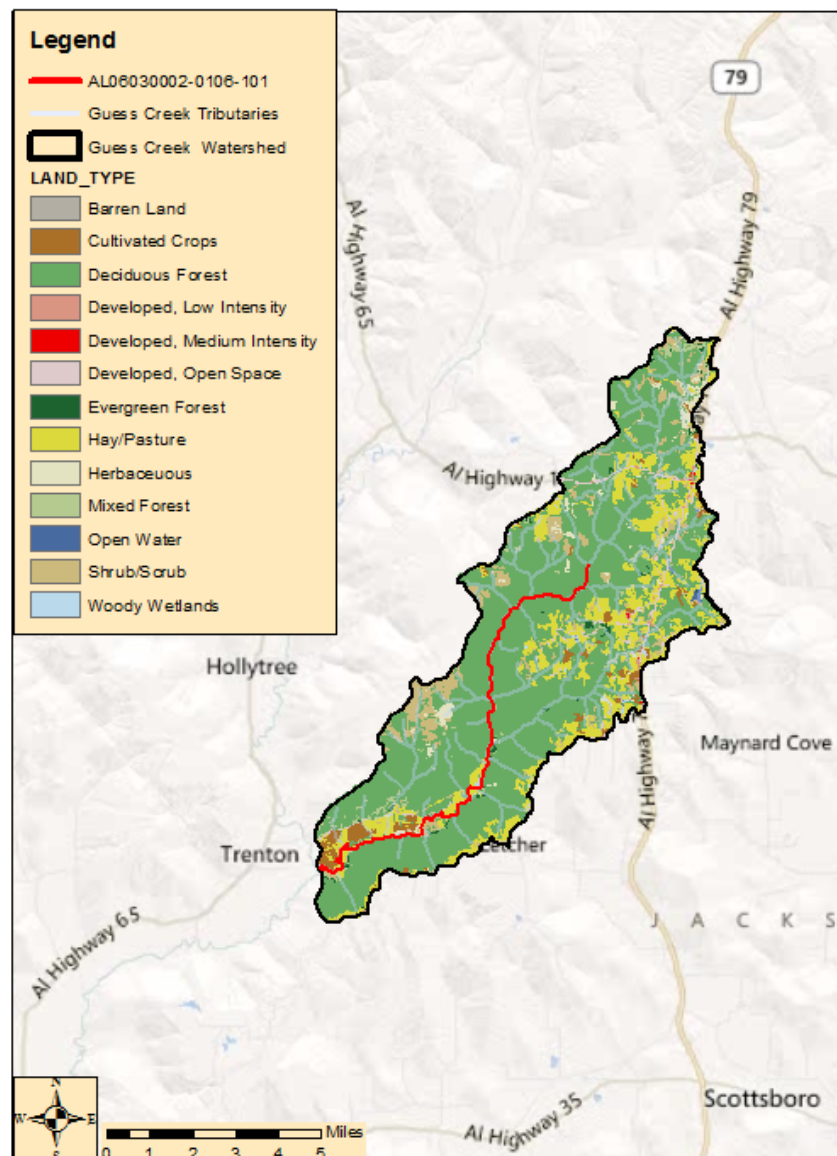 Legend
AL06030002-0106-101
Guess Creek Tributaries
Guess Creek Watershed
LAND_TYPE
Barren Land
Cultivated Crops
Deciduous Forest
Developed, Low Intensity
Developed, Medium Intensity
Developed, Open Space
Evergreen Forest
Hay/Pasture
Herbaceuous
Mixed Forest
Open Water
Shrub/Scrub
Woody Wetlands
79
Al Highway 79
Al Highway 65
Al Highway 1
Hollytree
Maynard Cove
Al Highway
Trenton
J A C K S
Al Highway 65
Scottsboro
Al Highway 35
N
W E
S
Miles
0 1 2 3 4 5